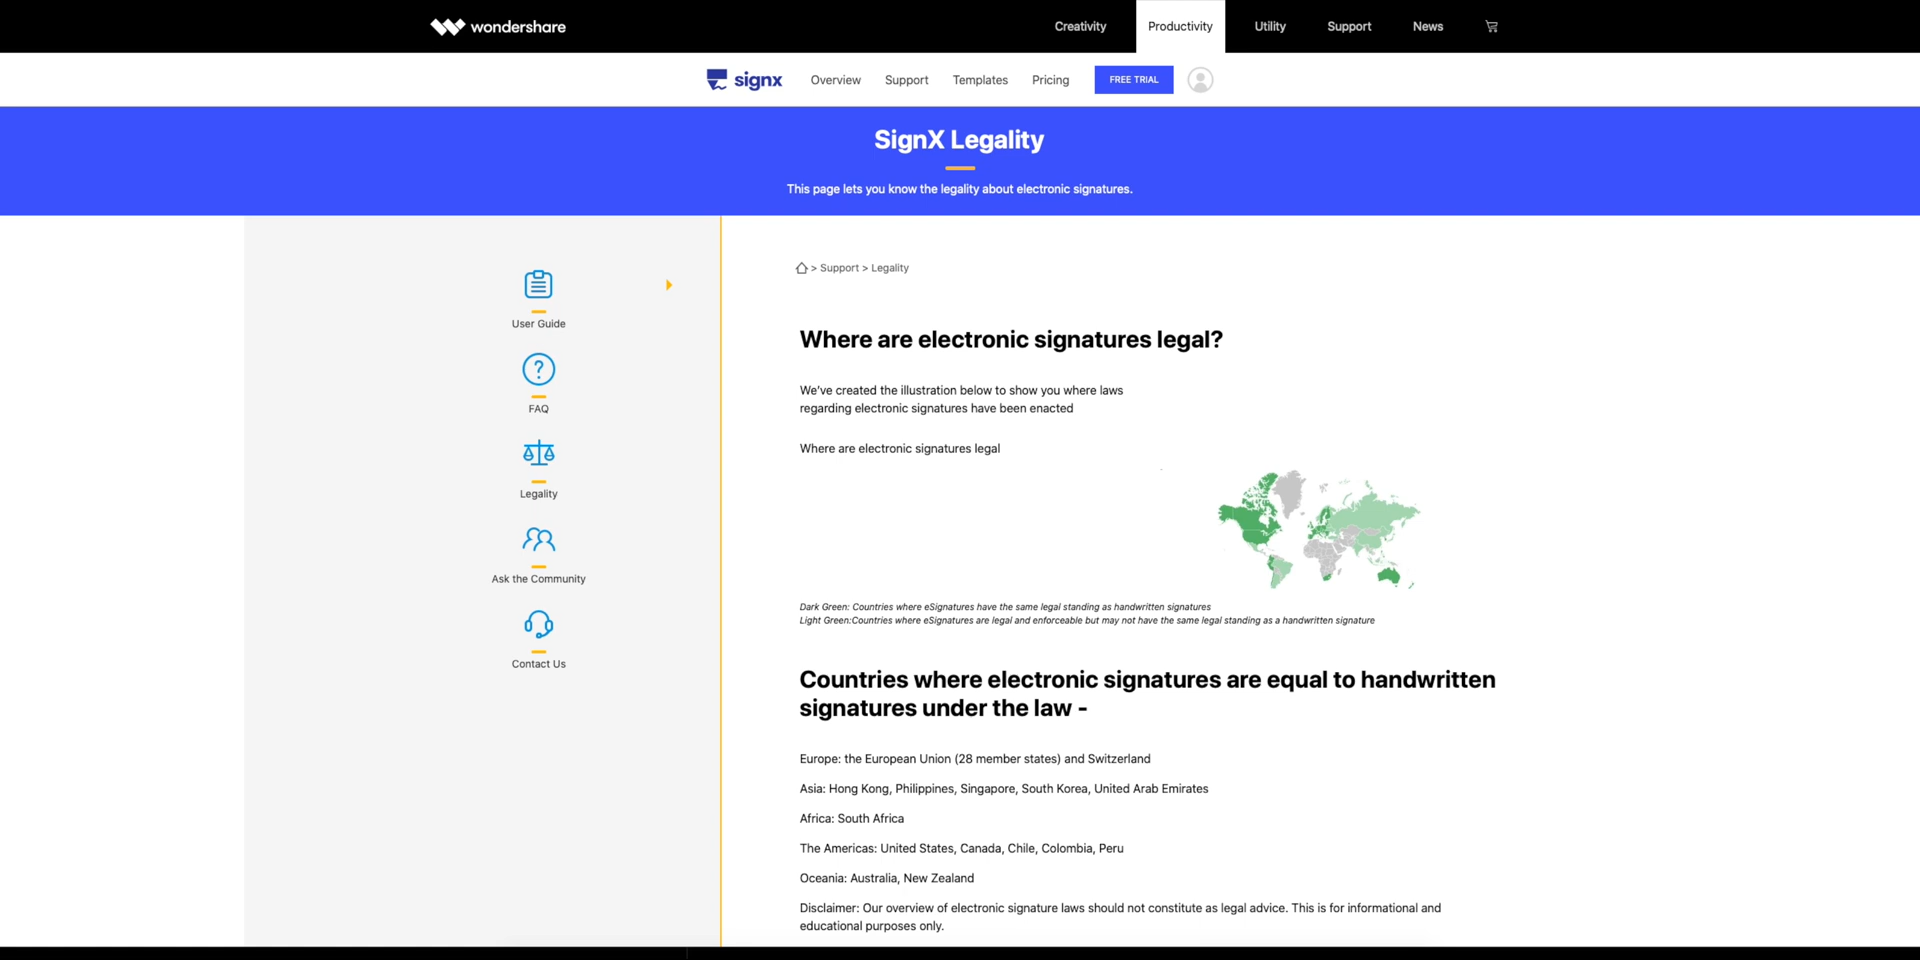 wondershare
Creativity
Productivity
Utility
Support
News
signx
Overview
Support
Templates
Pricing
FREE TRIAL
SignX Legality
This page lets you know the legality about electronic signatures.
User Guide
FAQ
Legality
Ask the Community
Contact Us
> Support > Legality
Where are electronic signatures legal?
We've created the illustration below to show you where laws
regarding electronic signatures have been enacted
Where are electronic signatures legal
Dark Green: Countries where eSignatures have the same legal standing as handwritten signatures
Light Green:Countries where eSignatures are legal and enforceable but may not have the same legal standing as a handwritten signature
Countries where electronic signatures are equal to handwritten
signatures under the law -
Europe: the European Union (28 member states) and Switzerland
Asia: Hong Kong, Philippines, Singapore, South Korea, United Arab Emirates
Africa: South Africa
The Americas: United States, Canada, Chile, Colombia, Peru
Oceania: Australia, New Zealand
Disclaimer: Our overview of electronic signature laws should not constitute as legal advice. This is for informational and
educational purposes only.